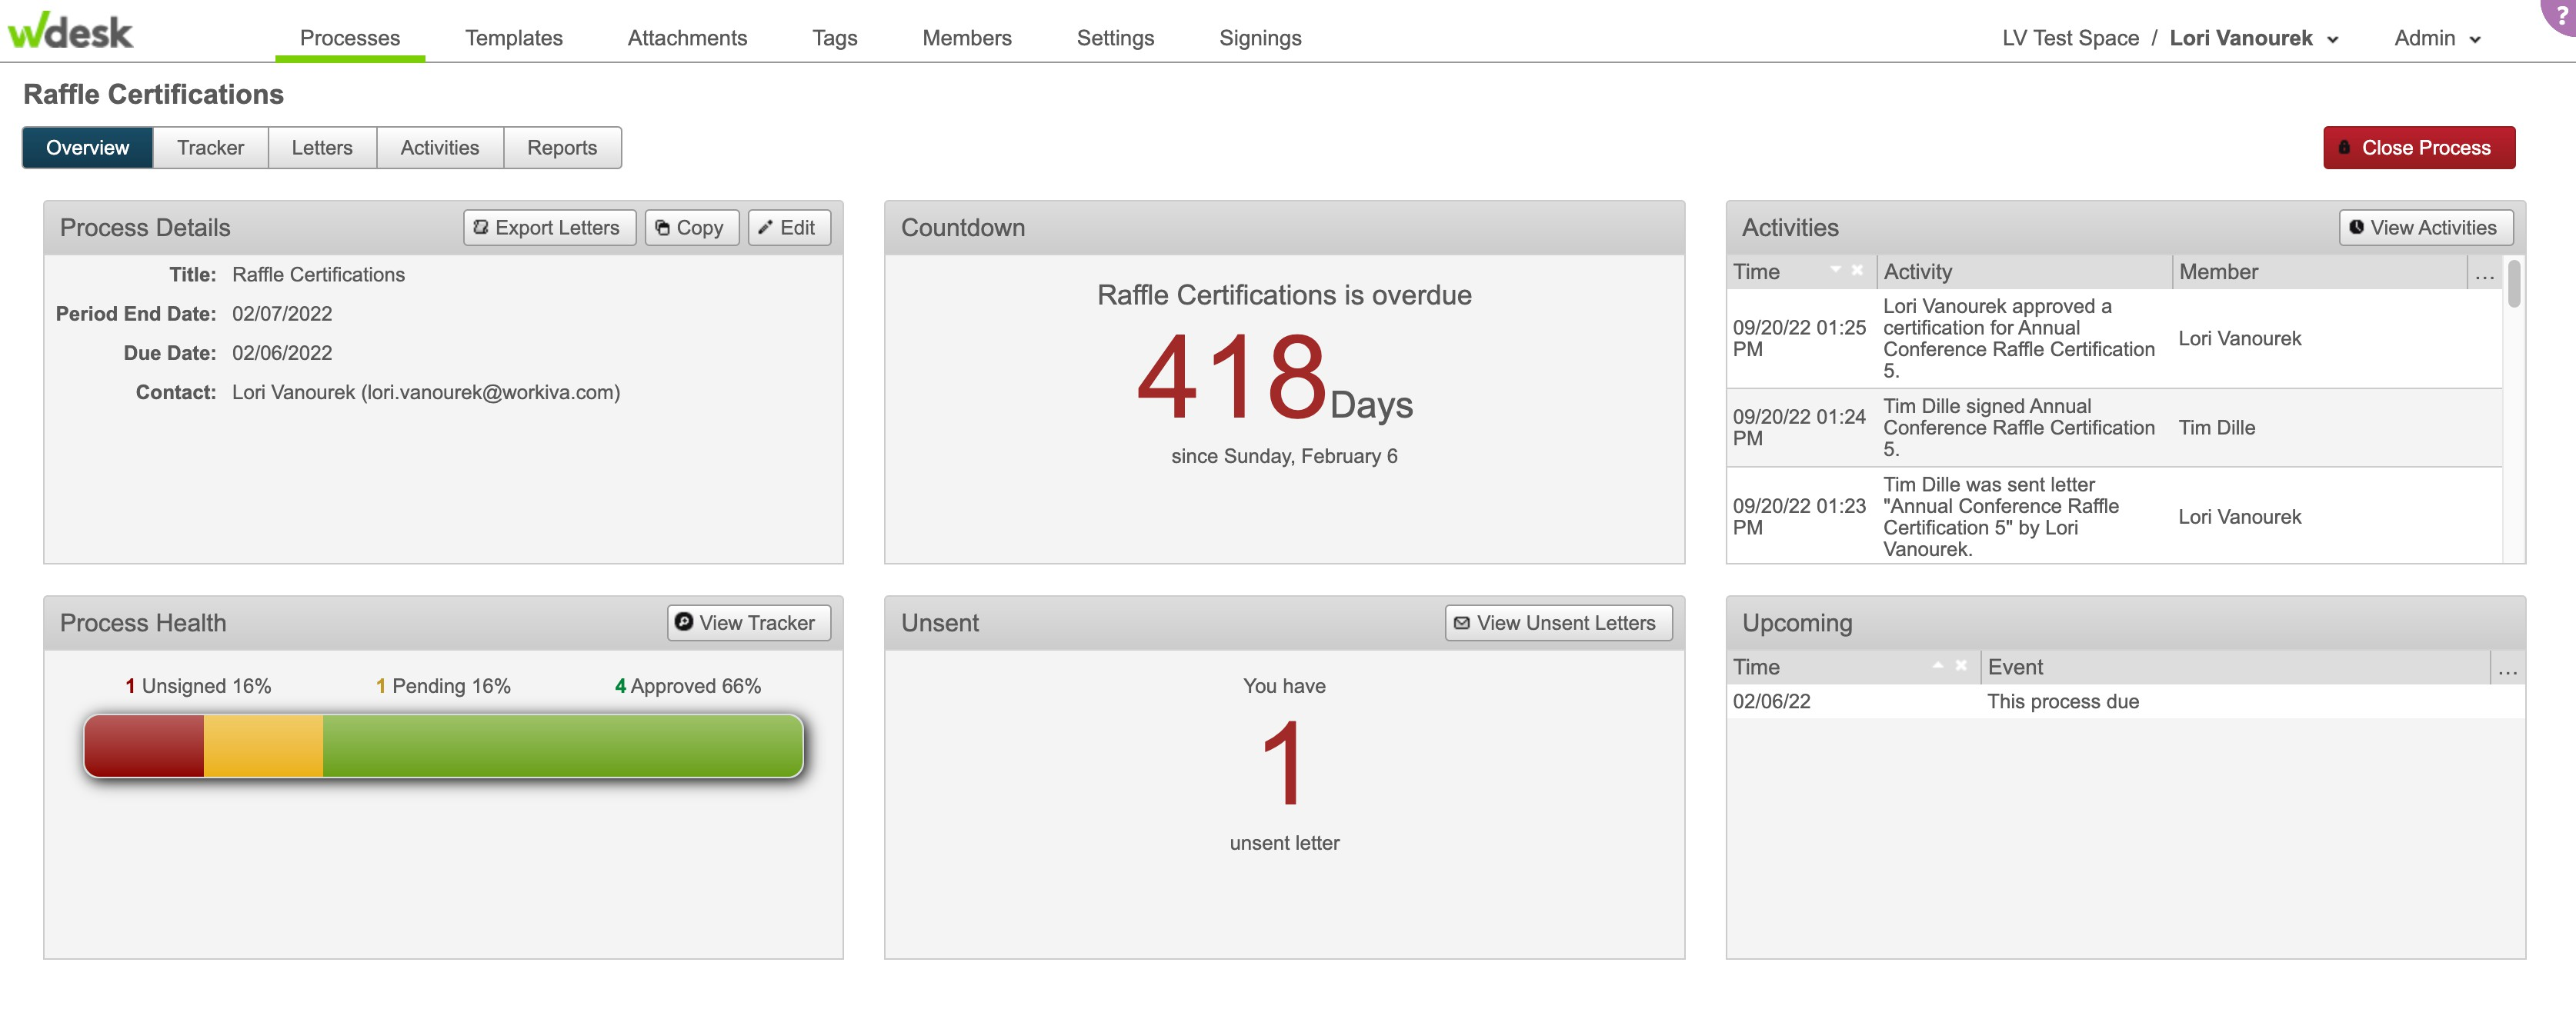 wdesk
Processes
Templates
Attachments
Tags
Members
Settings
Signings
LV Test Space / Lori Vanourek
Admin
?
Raffle Certifications
Overview
Tracker
Letters
Activities
Reports
Close Process
Process Details
Export Letters
Copy
Edit
Title: Raffle Certifications
Period End Date: 02/07/2022
Due Date: 02/06/2022
Contact: Lori Vanourek (lori.vanourek@workiva.com)
Countdown
Raffle Certifications is overdue
418 Days
since Sunday, February 6
Activities
View Activities
Time
Activity
Member
...
09/20/22 01:25
PM
Lori Vanourek approved a
certification for Annual
Conference Raffle Certification
5.
Lori Vanourek
09/20/22 01:24
PM
Tim Dille signed Annual
Conference Raffle Certification
5.
Tim Dille
09/20/22 01:23
PM
Tim Dille was sent letter
"Annual Conference Raffle
Certification 5" by Lori
Vanourek.
Lori Vanourek
Process Health
View Tracker
1 Unsigned 16%
1 Pending 16%
4 Approved 66%
Unsent
View Unsent Letters
You have
1
unsent letter
Upcoming
Time
Event
...
02/06/22
This process due